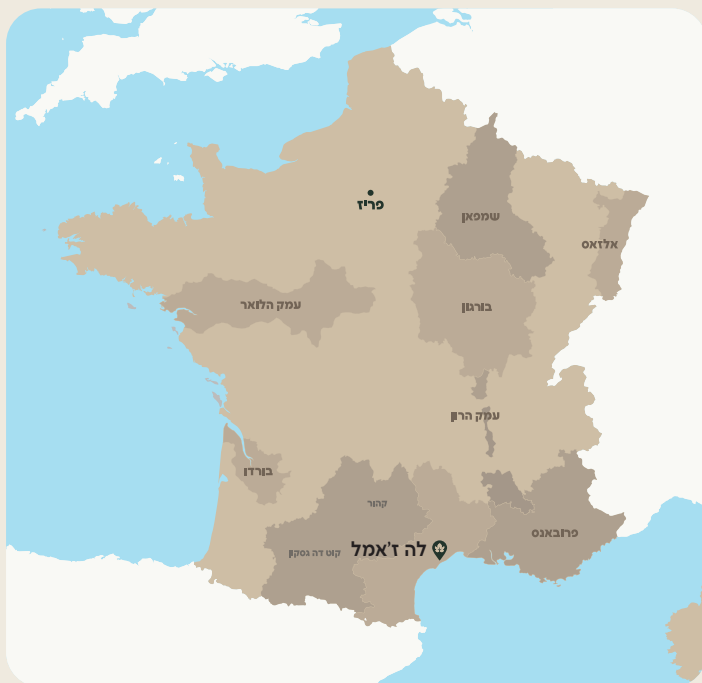 פריז
שמפאן
אלזאס
עמק הלואר
בורגון
עמק הרון
בורדו
קהור
פרובאנס
לה ז'אמל
קוט דה גסקון